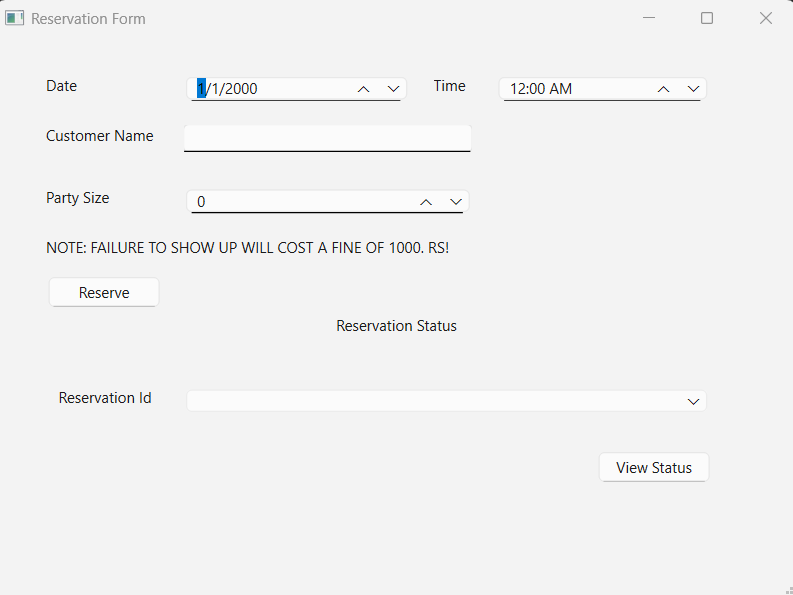 Reservation Form
Date 1/1/2000 Time 12:00 AM
Customer Name
Party Size 0
NOTE: FAILURE TO SHOW UP WILL COST A FINE OF 1000. RS!
Reserve
Reservation Status
Reservation Id
View Status